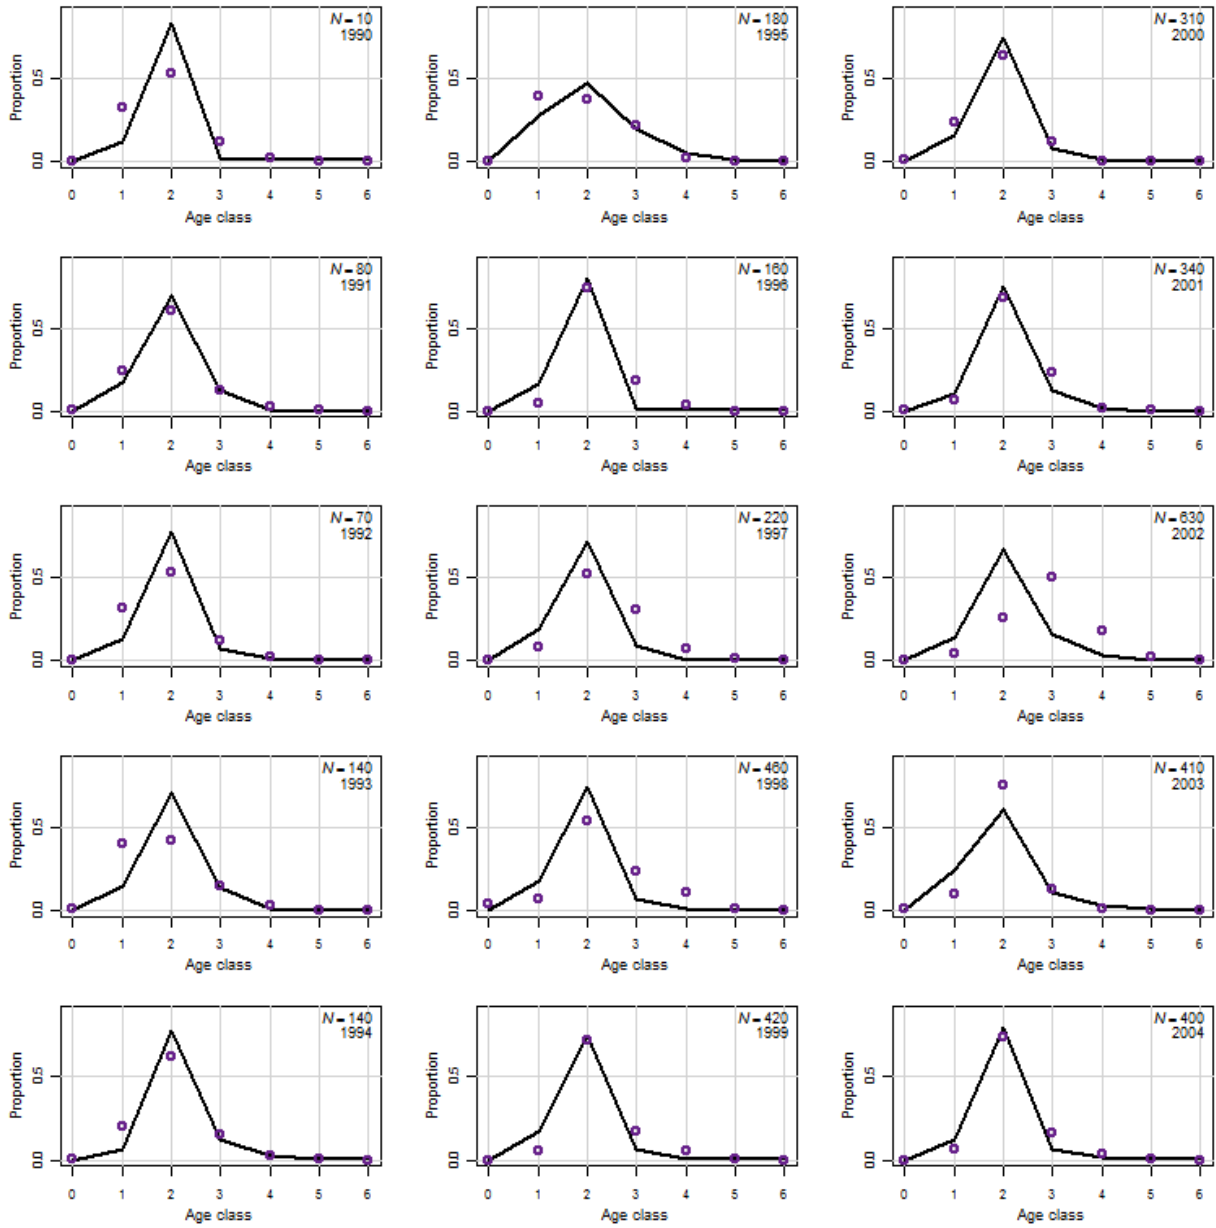 N = 10
1990
Proportion
0.5
0.0
0 1 2 3 4 5 6
Age class
N = 180
1995
Proportion
0.5
0.0
0 1 2 3 4 5 6
Age class
N = 310
2000
Proportion
0.5
0.0
0 1 2 3 4 5 6
Age class
N = 80
1991
Proportion
0.5
0.0
0 1 2 3 4 5 6
Age class
N = 160
1996
Proportion
0.5
0.0
0 1 2 3 4 5 6
Age class
N = 340
2001
Proportion
0.5
0.0
0 1 2 3 4 5 6
Age class
N = 70
1992
Proportion
0.5
0.0
0 1 2 3 4 5 6
Age class
N = 220
1997
Proportion
0.5
0.0
0 1 2 3 4 5 6
Age class
N = 630
2002
Proportion
0.5
0.0
0 1 2 3 4 5 6
Age class
N = 140
1993
Proportion
0.5
0.0
0 1 2 3 4 5 6
Age class
N = 460
1998
Proportion
0.5
0.0
0 1 2 3 4 5 6
Age class
N = 410
2003
Proportion
0.5
0.0
0 1 2 3 4 5 6
Age class
N = 140
1994
Proportion
0.5
0.0
0 1 2 3 4 5 6
Age class
N = 420
1999
Proportion
0.5
0.0
0 1 2 3 4 5 6
Age class
N = 400
2004
Proportion
0.5
0.0
0 1 2 3 4 5 6
Age class